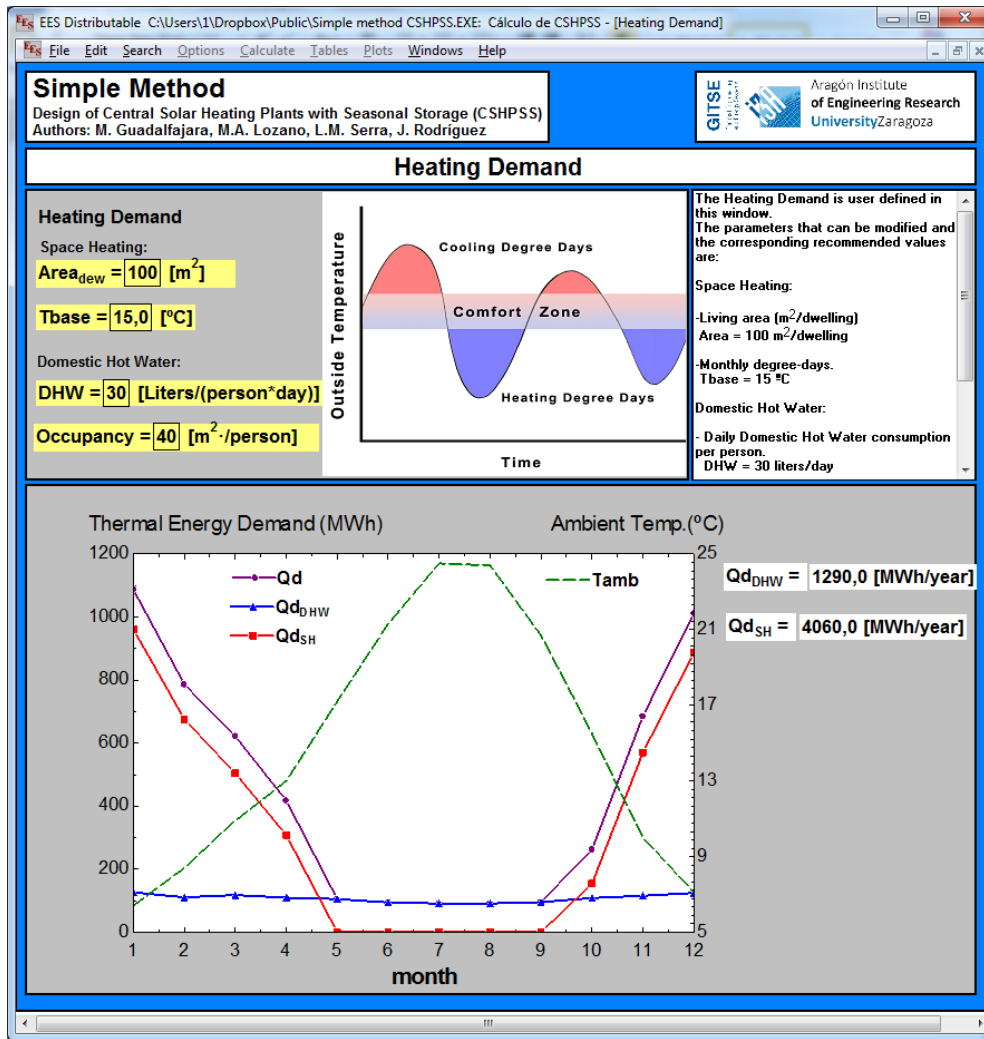 EES Distributable C:\Users\1\Dropbox\Public\Simple method CSHPSS.EXE: Cálculo de CSHPSS - [Heating Demand]
File Edit Search Options Calculate Tables Plots Windows Help
Simple Method
Design of Central Solar Heating Plants with Seasonal Storage (CSHPSS)
Authors: M. Guadalfajara, M.A. Lozano, L.M. Serra, J. Rodríguez
GITSE
Aragón Institute
of Engineering Research
UniversityZaragoza
Heating Demand
Heating Demand
Space Heating:
Area_dew = 100 [m²]
Tbase = 15,0 [ºC]
Domestic Hot Water:
DHW = 30 [Liters/(person*day)]
Occupancy = 40 [m²·/person]
Outside Temperature
Cooling Degree Days
Comfort Zone
Heating Degree Days
Time
The Heating Demand is user defined in
this window.
The parameters that can be modified and
the corresponding recommended values
are:
Space Heating:
-Living area (m²/dwelling)
Area = 100 m²/dwelling
-Monthly degree-days.
Tbase = 15 ºC
Domestic Hot Water:
- Daily Domestic Hot Water consumption
per person.
DHW = 30 liters/day
Thermal Energy Demand (MWh)
Ambient Temp.(ºC)
1200
1000
800
600
400
200
0
Qd
Qd_DHW
Qd_SH
Tamb
25
21
17
13
9
5
1 2 3 4 5 6 7 8 9 10 11 12
month
Qd_DHW = 1290,0 [MWh/year]
Qd_SH = 4060,0 [MWh/year]